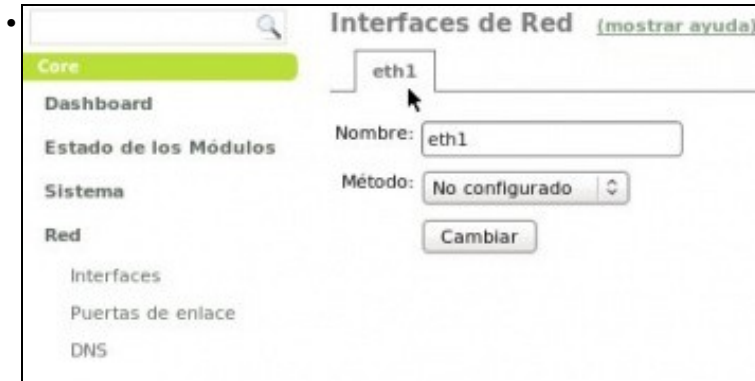 Interfaces de Red (mostrar ayuda)
Core
eth1
Dashboard
Nombre: eth1
Estado de los Módulos
Método: No configurado
Sistema
Red
Cambiar
Interfaces
Puertas de enlace
DNS